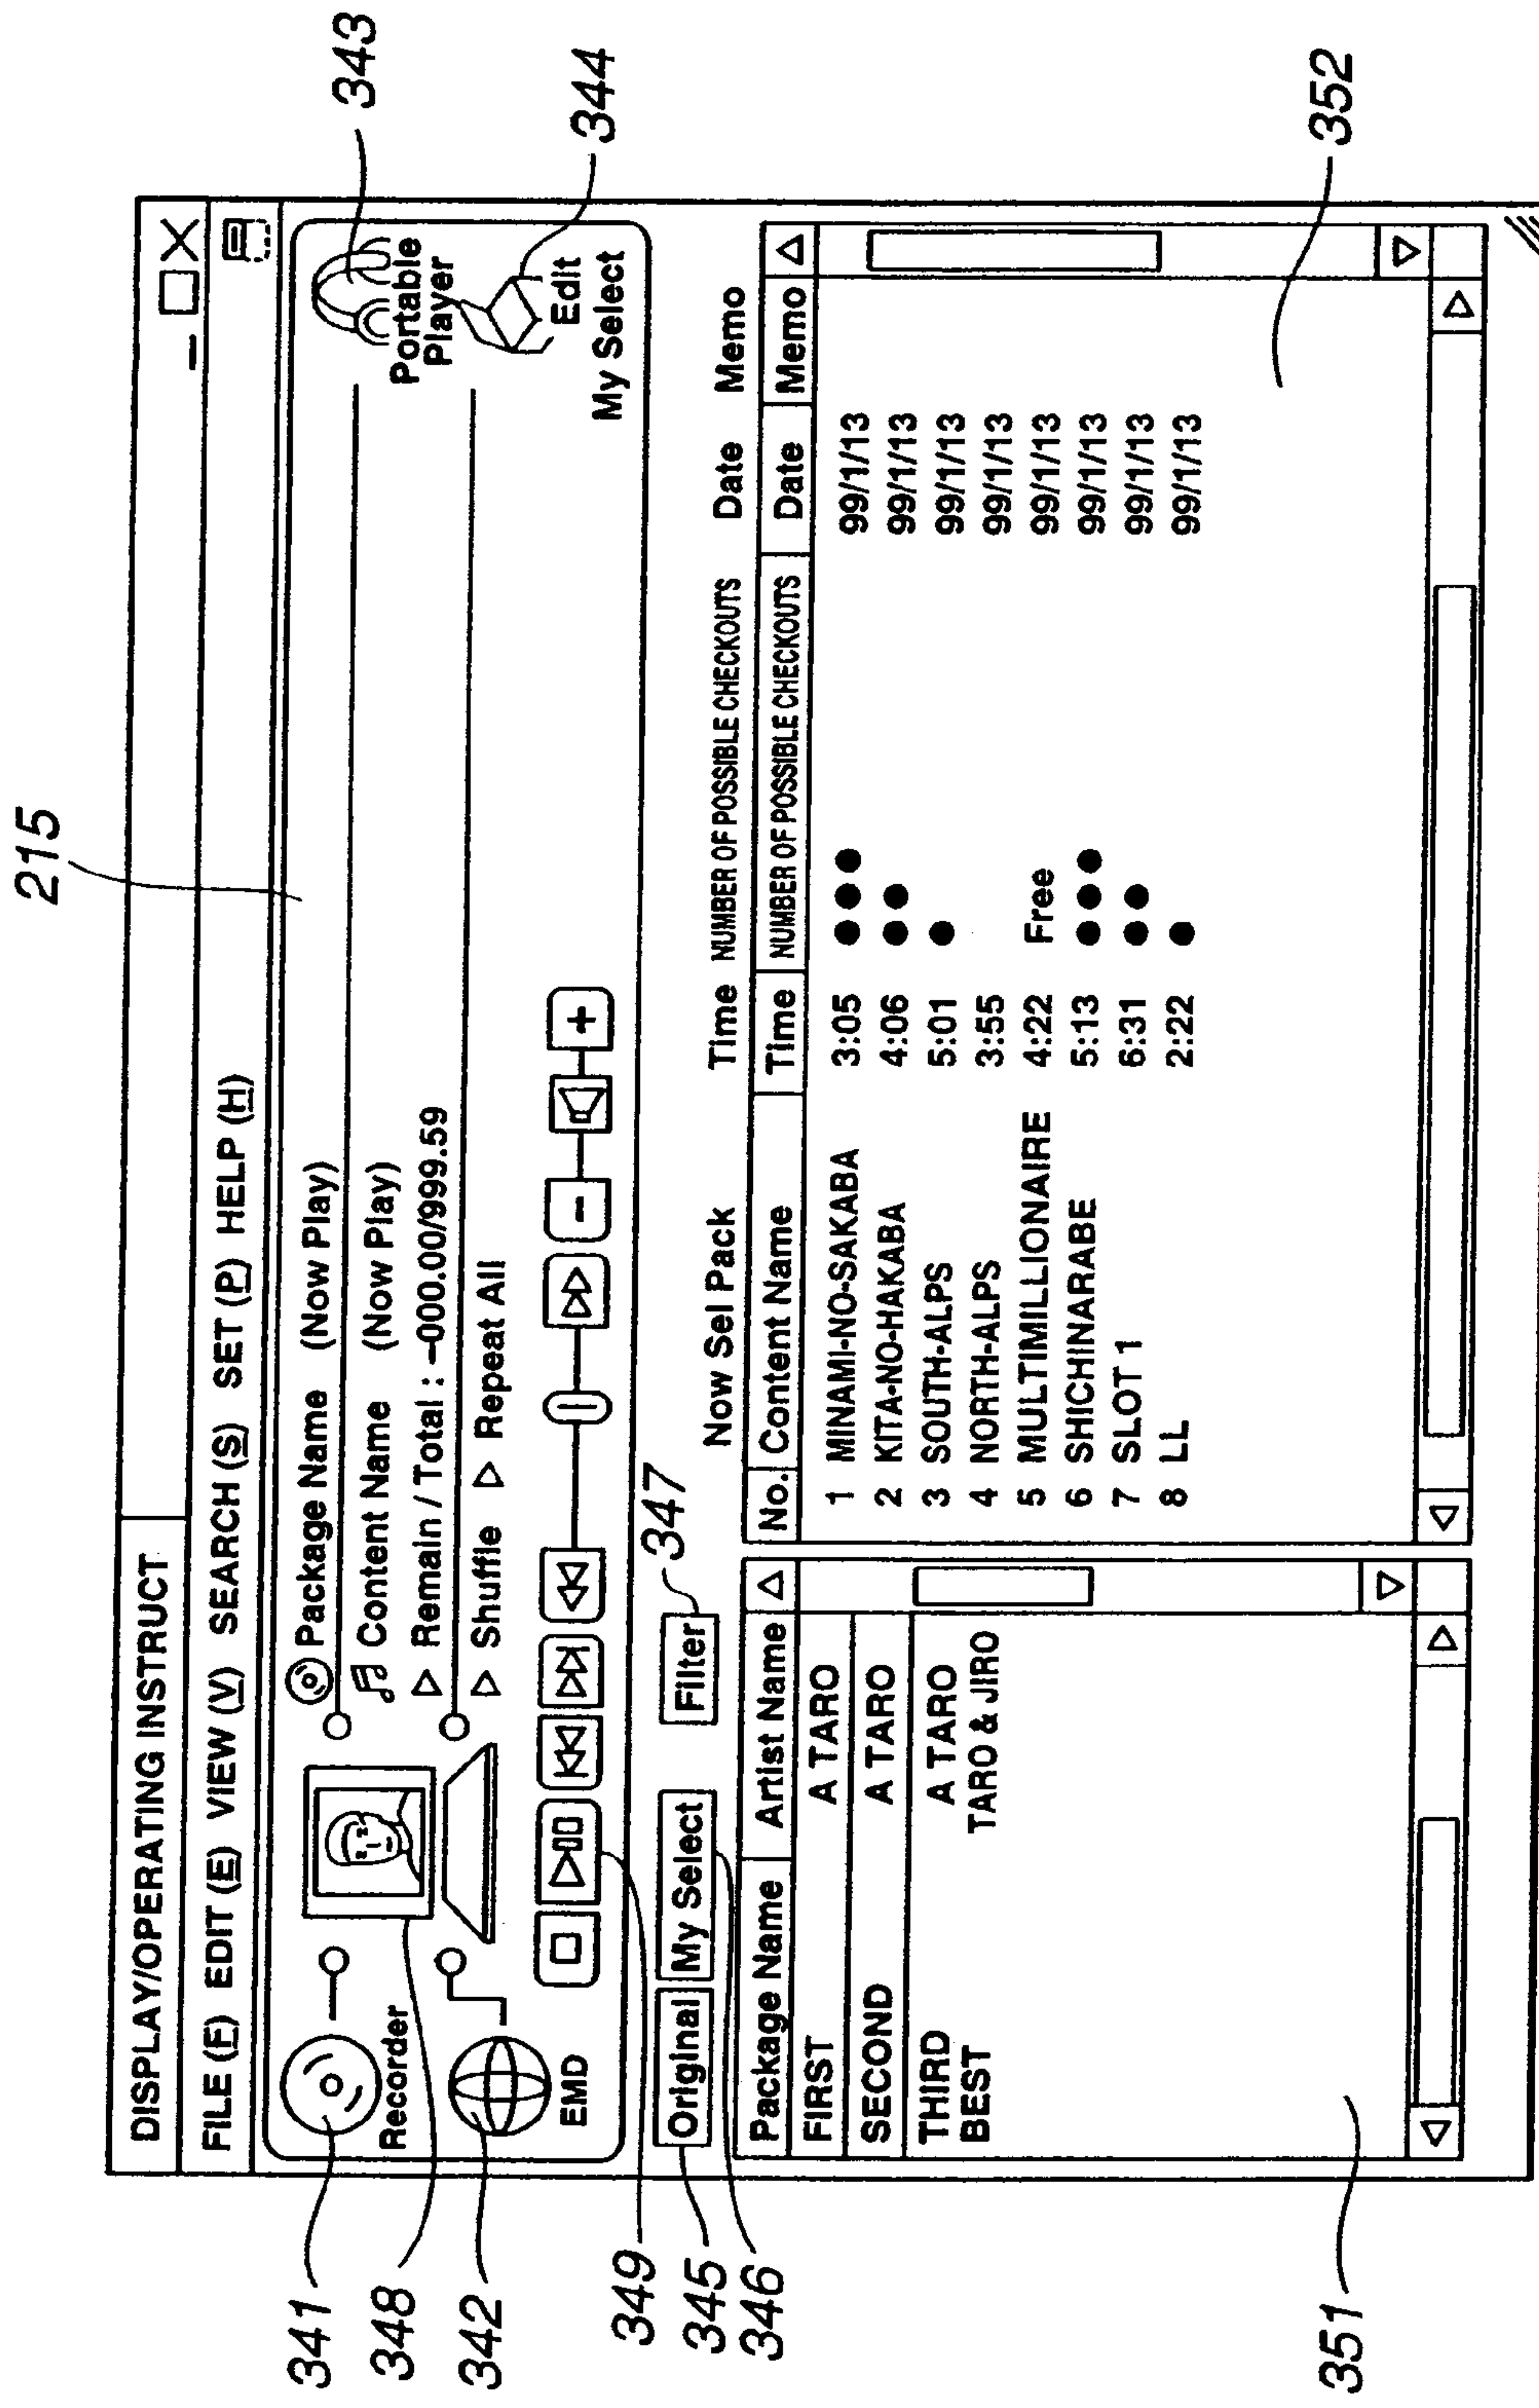 215
DISPLAY/OPERATING INSTRUCT
FILE (F) EDIT (E) VIEW (V) SEARCH (S) SET (P) HELP (H)
341
348
342
349
345
346
351
343
344
347
352
Recorder
EMD
Package Name (Now Play)
Content Name (Now Play)
Remain / Total : -000.00/999.59
Shuffle Repeat All
Portable
Player
Edit
My Select
Original My Select Filter
Now Sel Pack Time NUMBER OF POSSIBLE CHECKOUTS Date Memo
Package Name Artist Name
FIRST A TARO
SECOND A TARO
THIRD A TARO
BEST TARO & JIRO
No. Content Name Time NUMBER OF POSSIBLE CHECKOUTS Date Memo
1 MINAMI-NO-SAKABA 3:05 ●●● 99/1/13
2 KITA-NO-HAKABA 4:06 ●● 99/1/13
3 SOUTH-ALPS 5:01 ● 99/1/13
4 NORTH-ALPS 3:55 99/1/13
5 MULTIMILLIONAIRE 4:22 Free 99/1/13
6 SHICHINARABE 5:13 ●●● 99/1/13
7 SLOT 1 6:31 ●● 99/1/13
8 LL 2:22 ● 99/1/13